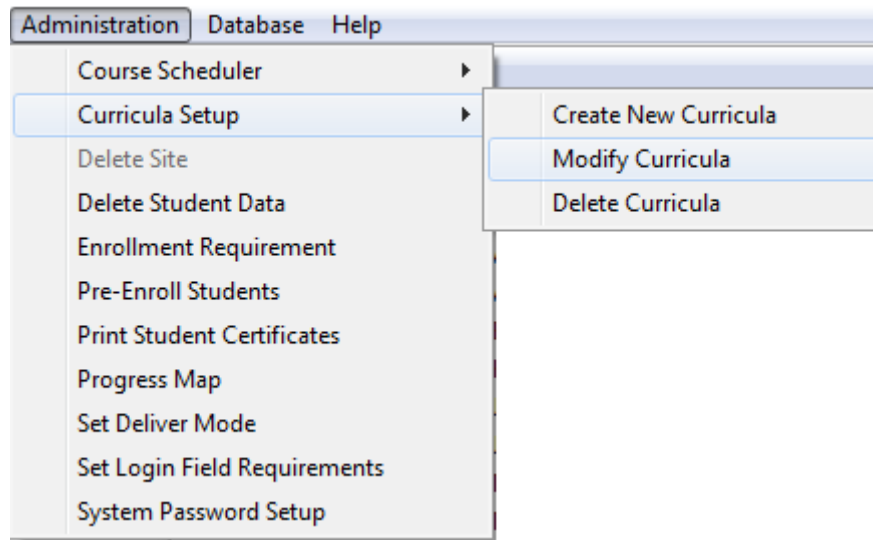 Administration Database Help
Course Scheduler
Curricula Setup
Create New Curricula
Delete Site
Modify Curricula
Delete Student Data
Delete Curricula
Enrollment Requirement
Pre-Enroll Students
Print Student Certificates
Progress Map
Set Deliver Mode
Set Login Field Requirements
System Password Setup